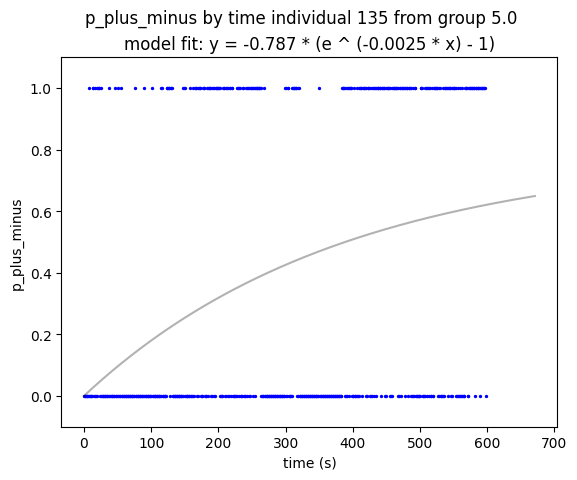 p_plus_minus by time individual 135 from group 5.0
model fit: y = -0.787 * (e ^ (-0.0025 * x) - 1)
1.0
0.8
0.6
0.4
0.2
0.0
p_plus_minus
0 100 200 300 400 500 600 700
time (s)